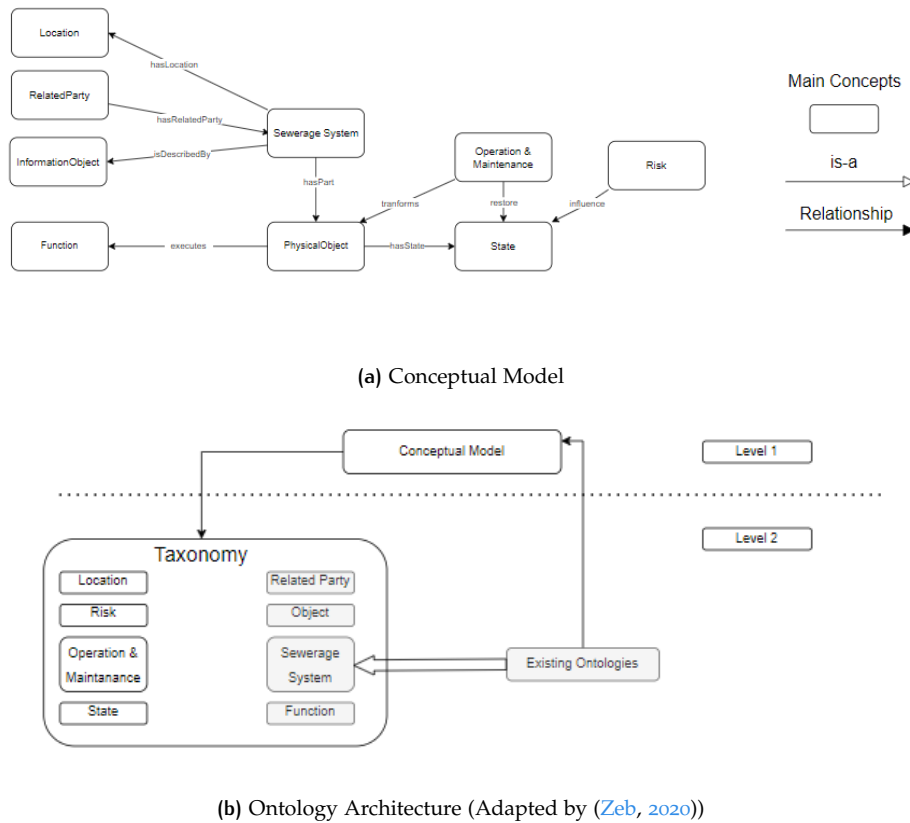 Location
hasLocation
RelatedParty
hasRelatedParty
Sewerage System
InformationObject
isDescribedBy
hasPart
Operation &
Maintenance
Risk
tranforms
restore
influence
Function
executes
PhysicalObject
hasState
State
Main Concepts
is-a
Relationship
(a) Conceptual Model
Conceptual Model
Level 1
Level 2
Taxonomy
Location
Related Party
Risk
Object
Operation &
Maintanance
Sewerage
System
Existing Ontologies
State
Function
(b) Ontology Architecture (Adapted by (Zeb, 2020))